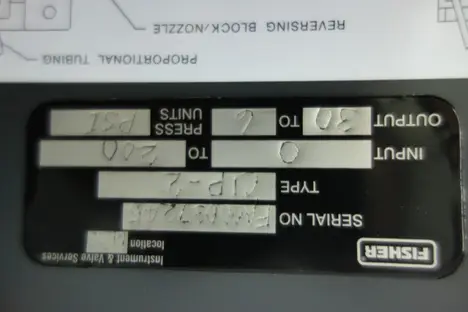 FISHER
Instrument & Valve Services
location
SERIAL NO
TYPE
INPUT 0 TO 200
OUTPUT 30 TO 6 PRESS UNITS PSI
PROPORTIONAL TUBING
REVERSING BLOCK/NOZZLE